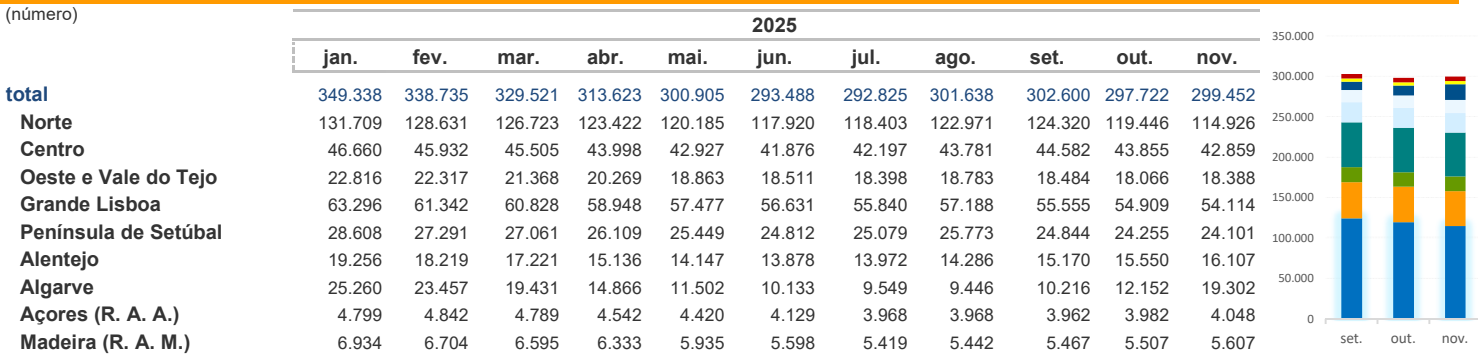 (número)
2025
jan. fev. mar. abr. mai. jun. jul. ago. set. out. nov.
total 349.338 338.735 329.521 313.623 300.905 293.488 292.825 301.638 302.600 297.722 299.452
Norte 131.709 128.631 126.723 123.422 120.185 117.920 118.403 122.971 124.320 119.446 114.926
Centro 46.660 45.932 45.505 43.998 42.927 41.876 42.197 43.781 44.582 43.855 42.859
Oeste e Vale do Tejo 22.816 22.317 21.368 20.269 18.863 18.511 18.398 18.783 18.484 18.066 18.388
Grande Lisboa 63.296 61.342 60.828 58.948 57.477 56.631 55.840 57.188 55.555 54.909 54.114
Península de Setúbal 28.608 27.291 27.061 26.109 25.449 24.812 25.079 25.773 24.844 24.255 24.101
Alentejo 19.256 18.219 17.221 15.136 14.147 13.878 13.972 14.286 15.170 15.550 16.107
Algarve 25.260 23.457 19.431 14.866 11.502 10.133 9.549 9.446 10.216 12.152 19.302
Açores (R. A. A.) 4.799 4.842 4.789 4.542 4.420 4.129 3.968 3.968 3.962 3.982 4.048
Madeira (R. A. M.) 6.934 6.704 6.595 6.333 5.935 5.598 5.419 5.442 5.467 5.507 5.607
350.000
300.000
250.000
200.000
150.000
100.000
50.000
0
set. out. nov.